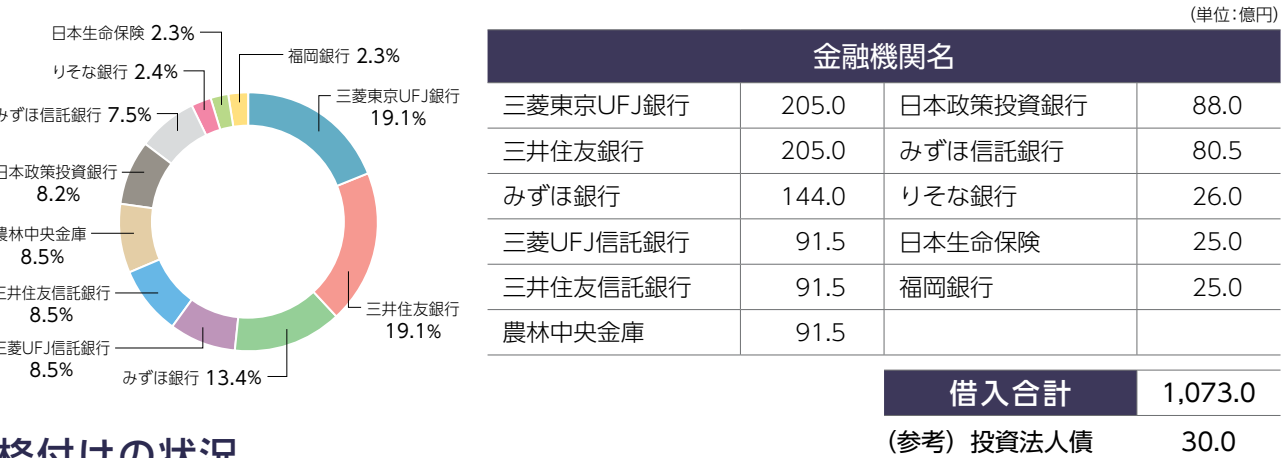 (単位:億円)
日本生命保険 2.3%
福岡銀行 2.3%
りそな銀行 2.4%
三菱東京UFJ銀行
19.1%
みずほ信託銀行 7.5%
日本政策投資銀行
8.2%
農林中央金庫
8.5%
三井住友信託銀行
8.5%
三菱UFJ信託銀行
8.5%
みずほ銀行 13.4%
三井住友銀行
19.1%
金融機関名
三菱東京UFJ銀行 205.0 日本政策投資銀行 88.0
三井住友銀行 205.0 みずほ信託銀行 80.5
みずほ銀行 144.0 りそな銀行 26.0
三菱UFJ信託銀行 91.5 日本生命保険 25.0
三井住友信託銀行 91.5 福岡銀行 25.0
農林中央金庫 91.5
借入合計 1,073.0
(参考)投資法人債 30.0
格付けの状況